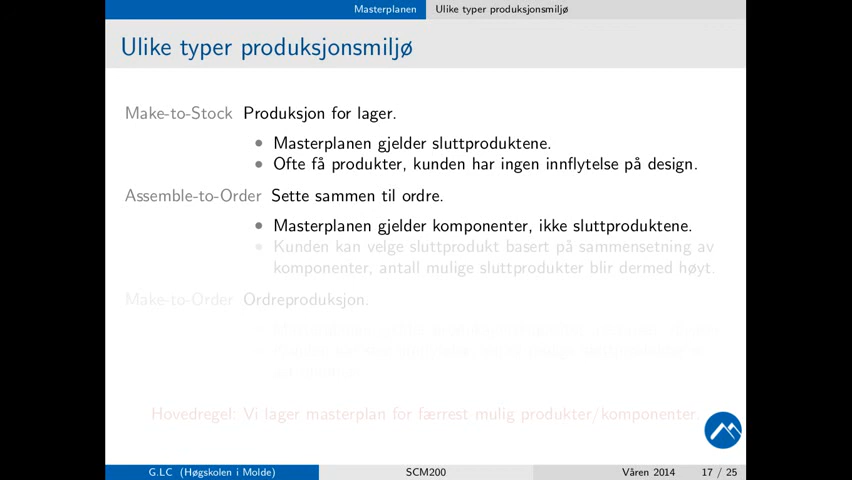 Masterplanen Ulike typer produksjonsmiljø
Ulike typer produksjonsmiljø
Make-to-Stock Produksjon for lager.
Masterplanen gjelder sluttproduktene.
Ofte få produkter, kunden har ingen innflytelse på design.
Assemble-to-Order Sette sammen til ordre.
Masterplanen gjelder komponenter, ikke sluttproduktene.
Kunden kan velge sluttprodukt basert på sammensetning av
komponenter, antall mulige sluttprodukter blir dermed høyt.
Make-to-Order Ordreproduksjon.
Hovedregel: Vi lager masterplan for færrest mulig produkter/komponenter.
G.LC (Høgskolen i Molde) SCM200 Våren 2014 17 / 25